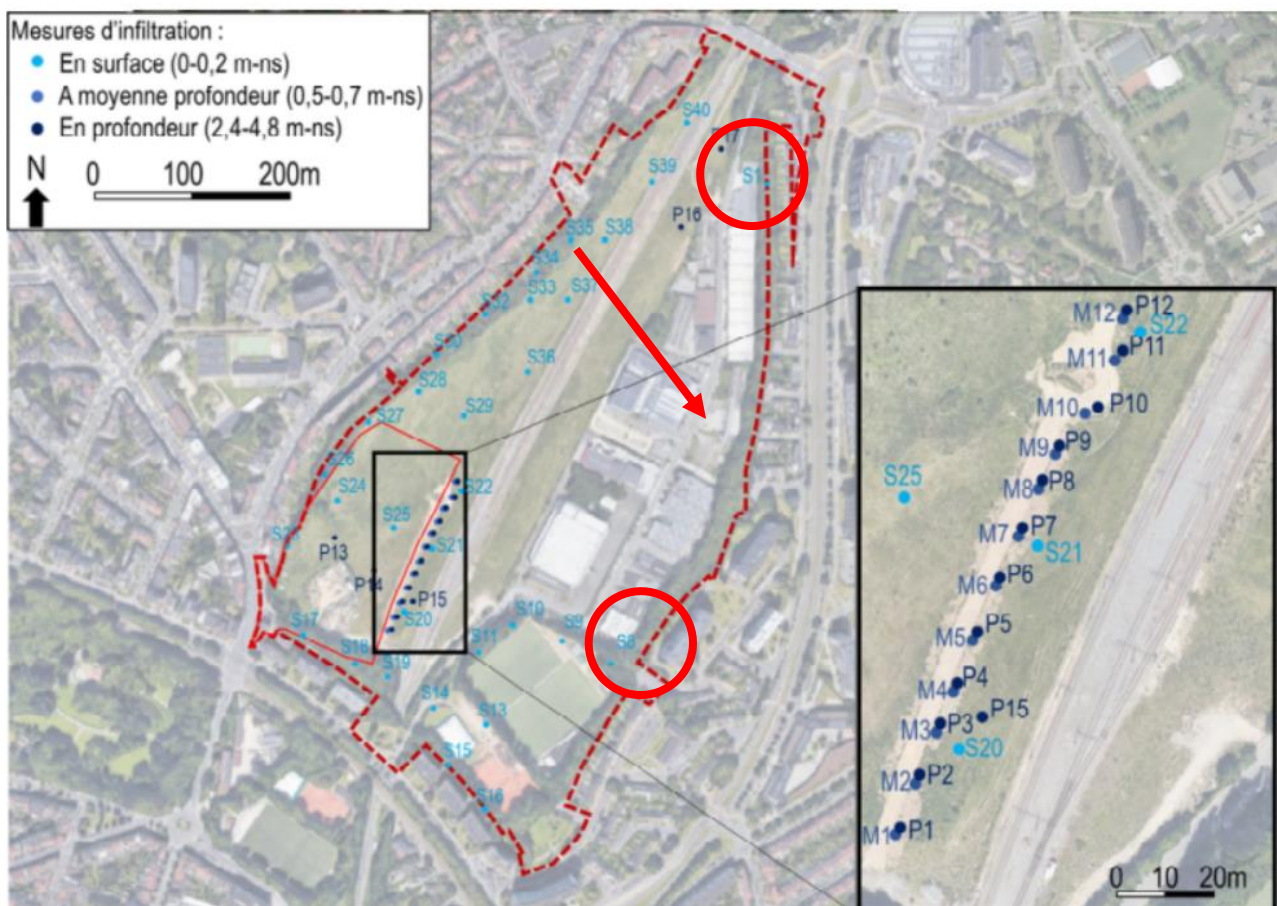 Mesures d'infiltration :
En surface (0-0,2 m-ns)
A moyenne profondeur (0,5-0,7 m-ns)
En profondeur (2,4-4,8 m-ns)
N
0 100 200m
S40
S39
S1
P16
S35
S38
S34
S33
S37
S32
S36
S28
S29
S27
S26
S24
S22
S25
S21
P13
P14
P15
S20
S17
S18
S19
S10
S11
S9
S14
S13
S15
S16
M12 P12
S22
M11 P11
M10 P10
M9 P9
M8 P8
S25
M7 P7
S21
M6 P6
M5 P5
M4 P4
M3 P3 P15
S20
M2 P2
M1 P1
0 10 20m